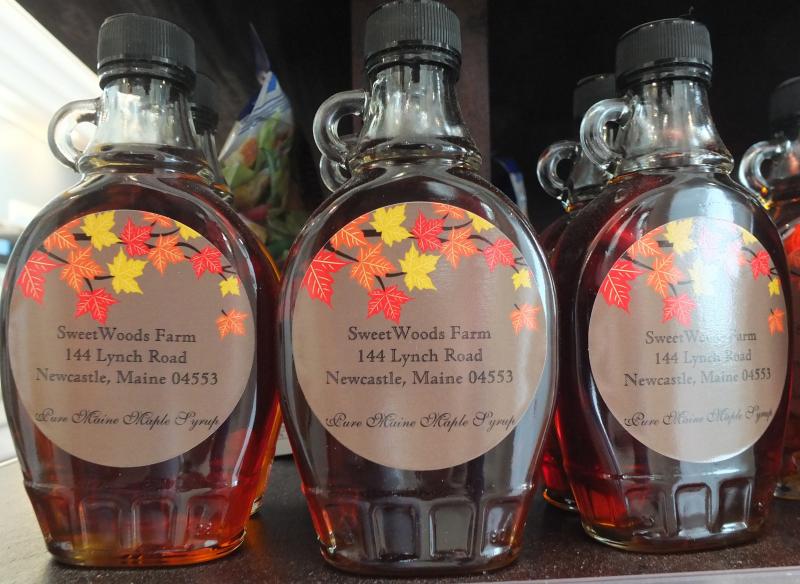 SweetWoods Farm
144 Lynch Road
Newcastle, Maine 04553
Pure Maine Maple Syrup
SweetWoods Farm
144 Lynch Road
Newcastle, Maine 04553
Pure Maine Maple Syrup
SweetWoods Farm
144 Lynch Road
Newcastle, Maine 04553
Pure Maine Maple Syrup